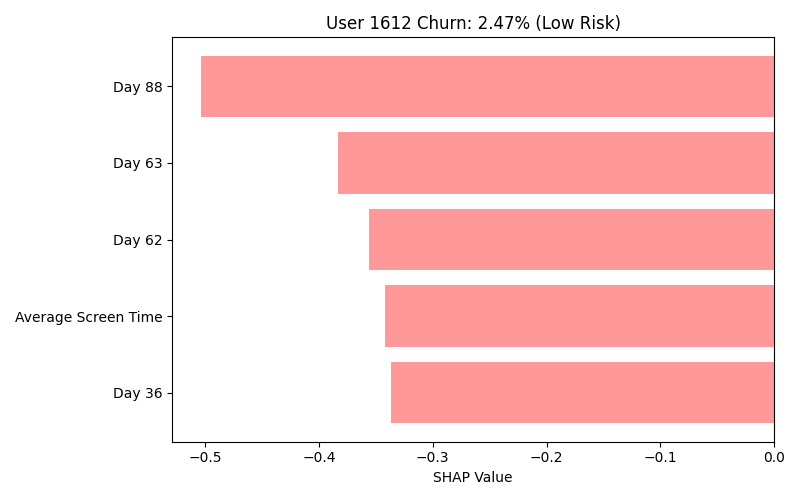 User 1612 Churn: 2.47% (Low Risk)
Day 88
Day 63
Day 62
Average Screen Time
Day 36
−0.5 −0.4 −0.3 −0.2 −0.1 0.0
SHAP Value